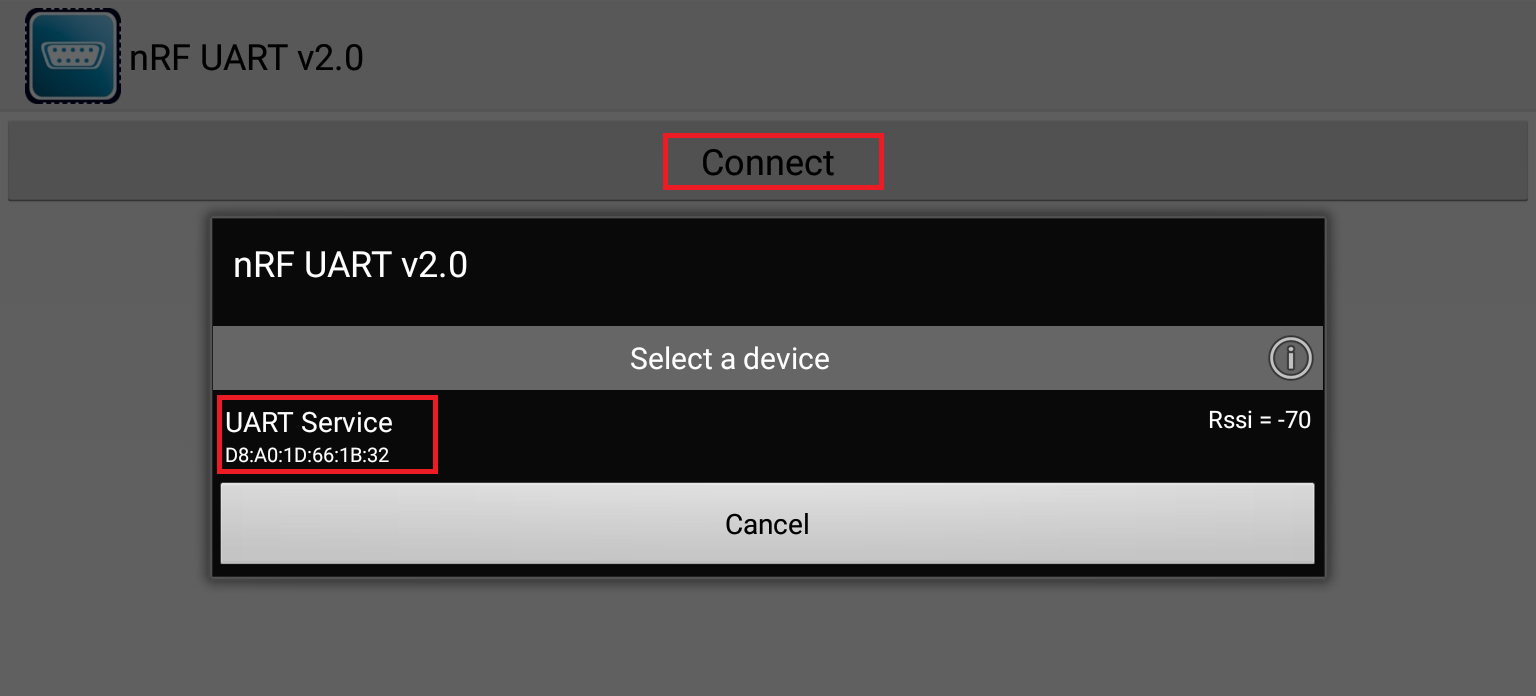 nRF UART v2.0
Connect
nRF UART v2.0
Select a device
UART Service
Rssi = -70
D8:A0:1D:66:1B:32
Cancel